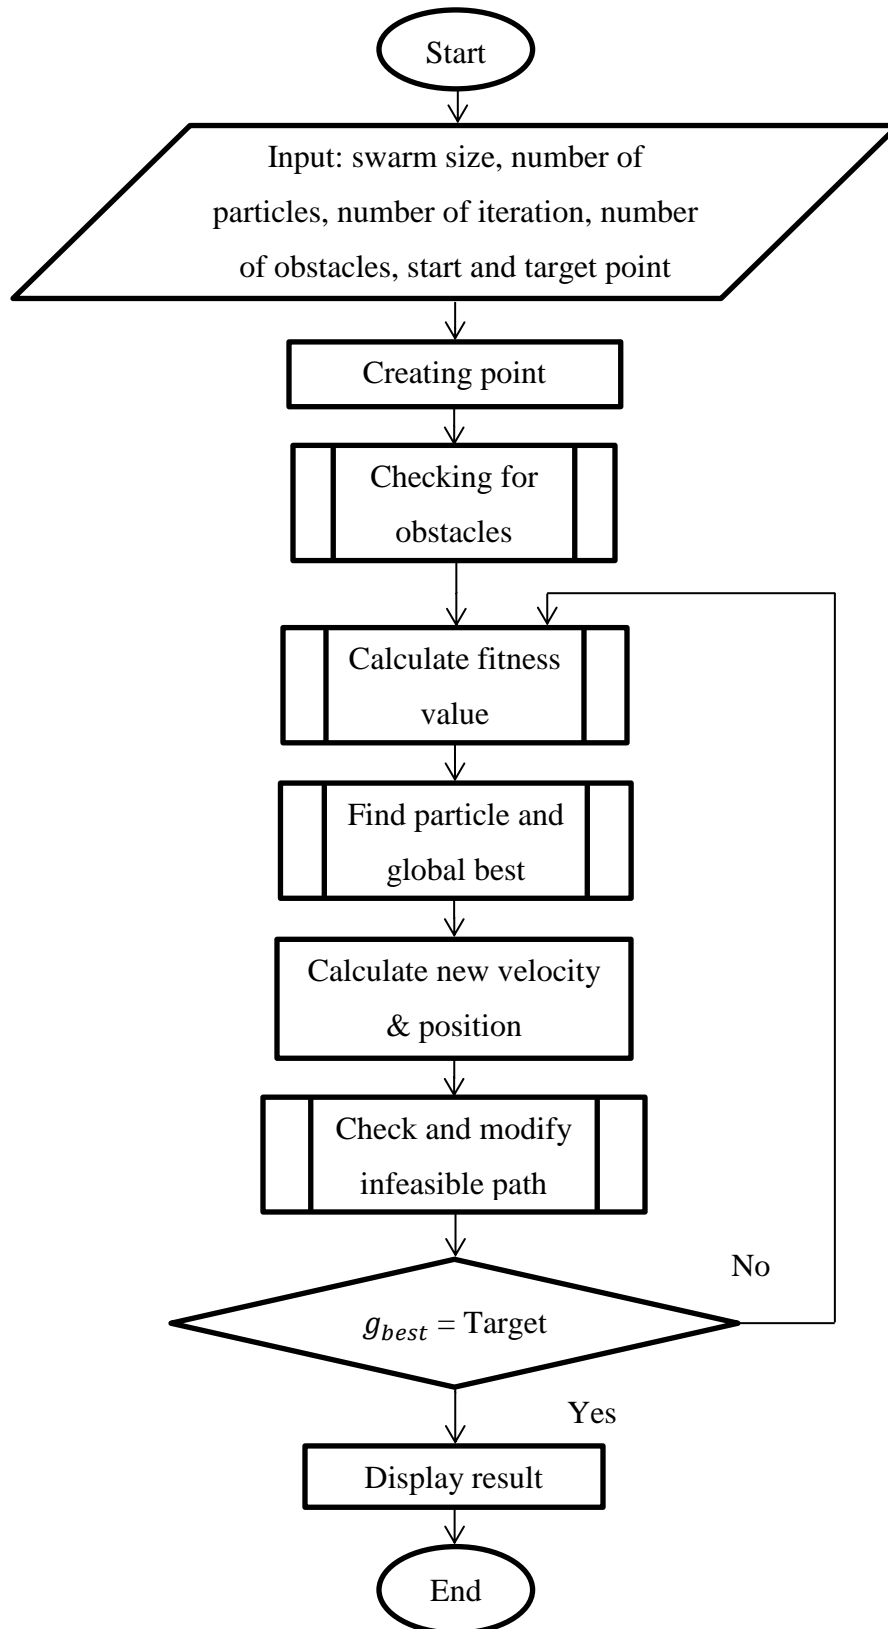 Start
Input: swarm size, number of
particles, number of iteration, number
of obstacles, start and target point
Creating point
Checking for
obstacles
Calculate fitness
value
Find particle and
global best
Calculate new velocity
& position
Check and modify
infeasible path
No
𝑔𝑏𝑒𝑠𝑡 = Target
Yes
Display result
End